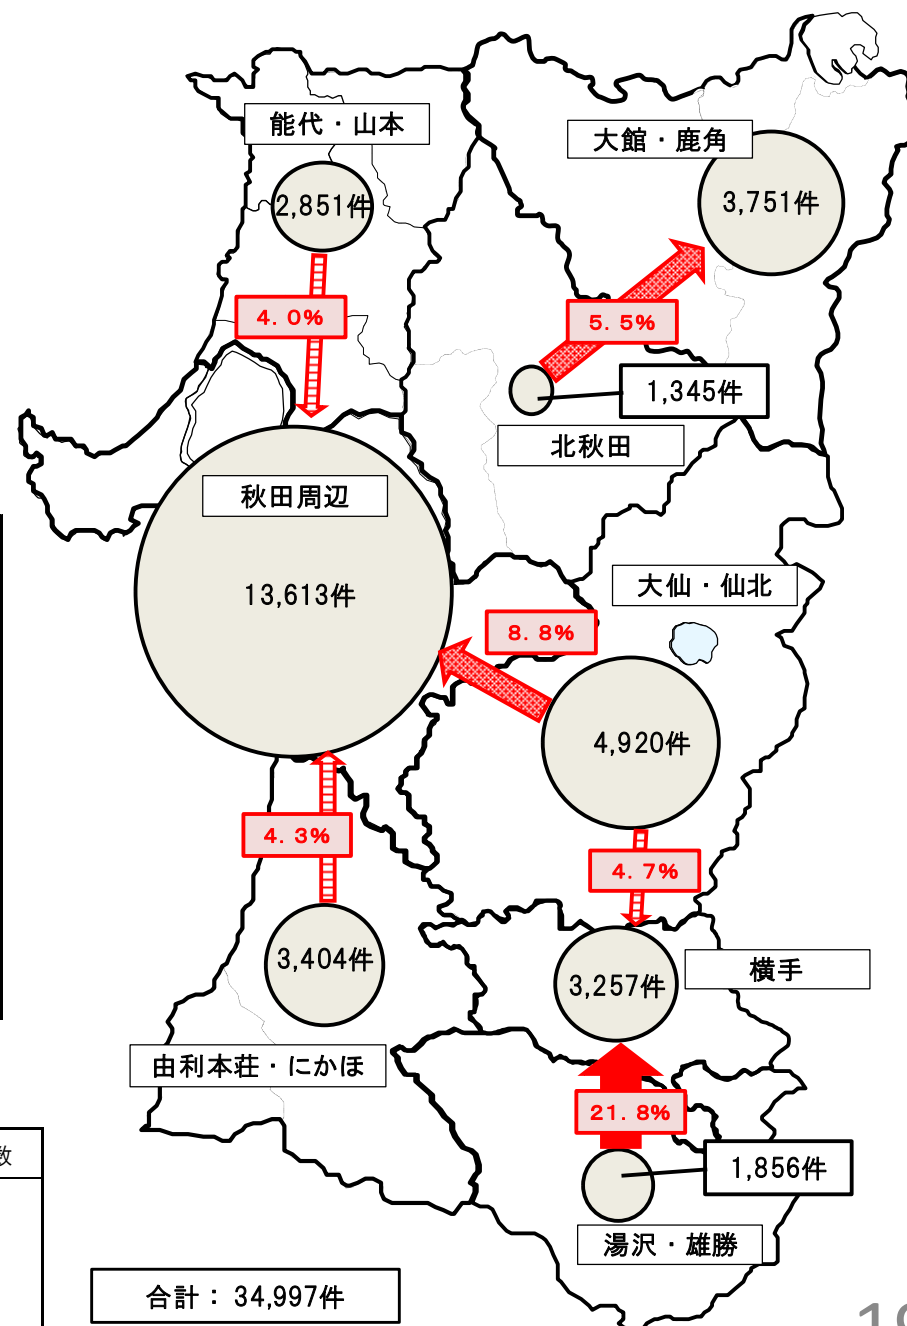 能代・山本
大館・鹿角
2,851件
3,751件
4.0%
5.5%
1,345件
北秋田
秋田周辺
13,613件
大仙・仙北
8.8%
4,920件
4.3%
4.7%
3,404件
3,257件
横手
由利本荘・にかほ
21.8%
数
1,856件
湯沢・雄勝
合計：34,997件